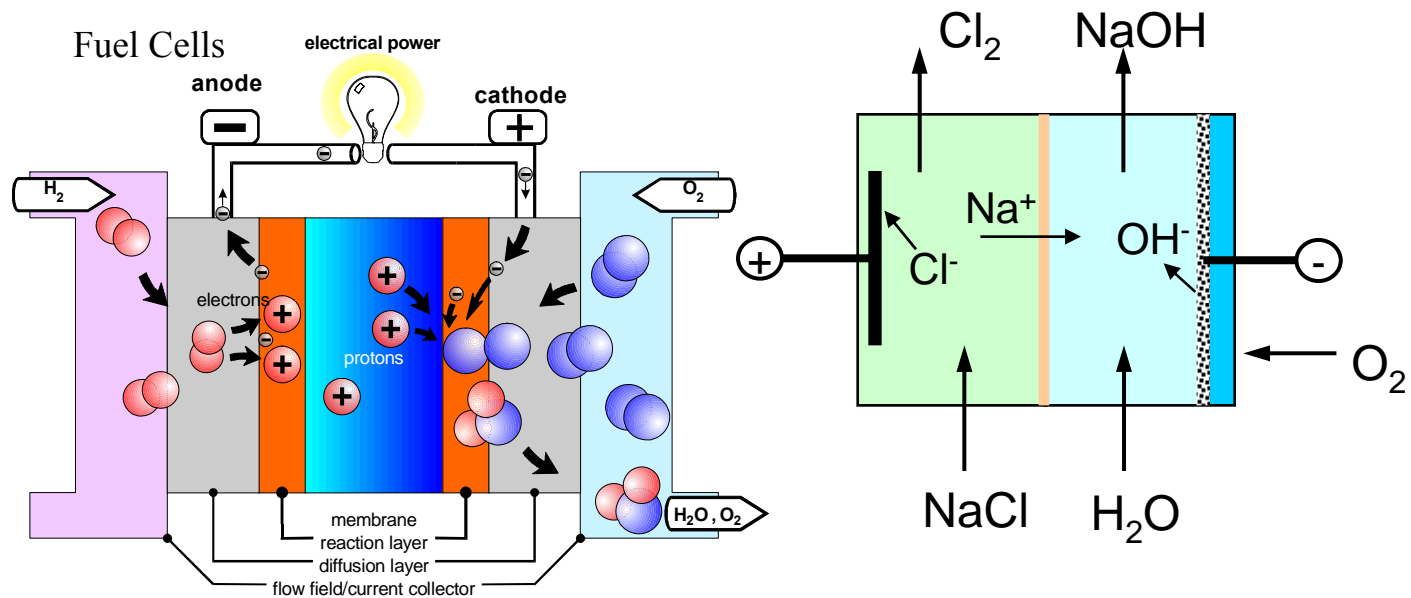 Fuel Cells
electrical power
anode
cathode
−
+
H₂
O₂
electrons
protons
+
+
+
+
+
H₂O , O₂
membrane
reaction layer
diffusion layer
flow field/current collector
Cl₂
NaOH
Na⁺
OH⁻
Cl⁻
+
-
O₂
NaCl
H₂O